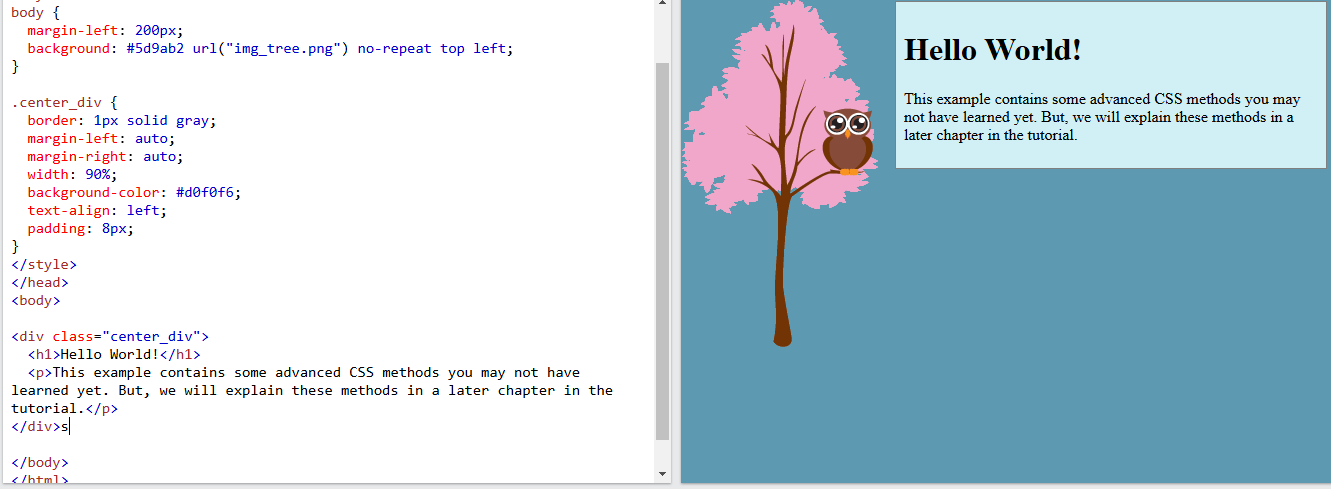 body {
  margin-left: 200px;
  background: #5d9ab2 url("img_tree.png") no-repeat top left;
}
.center_div {
  border: 1px solid gray;
  margin-left: auto;
  margin-right: auto;
  width: 90%;
  background-color: #d0f0f6;
  text-align: left;
  padding: 8px;
}
</style>
</head>
<body>
<div class="center_div">
  <h1>Hello World!</h1>
  <p>This example contains some advanced CSS methods you may not have
learned yet. But, we will explain these methods in a later chapter in the
tutorial.</p>
</div>s
</body>
</html>
Hello World!
This example contains some advanced CSS methods you may
not have learned yet. But, we will explain these methods in a
later chapter in the tutorial.